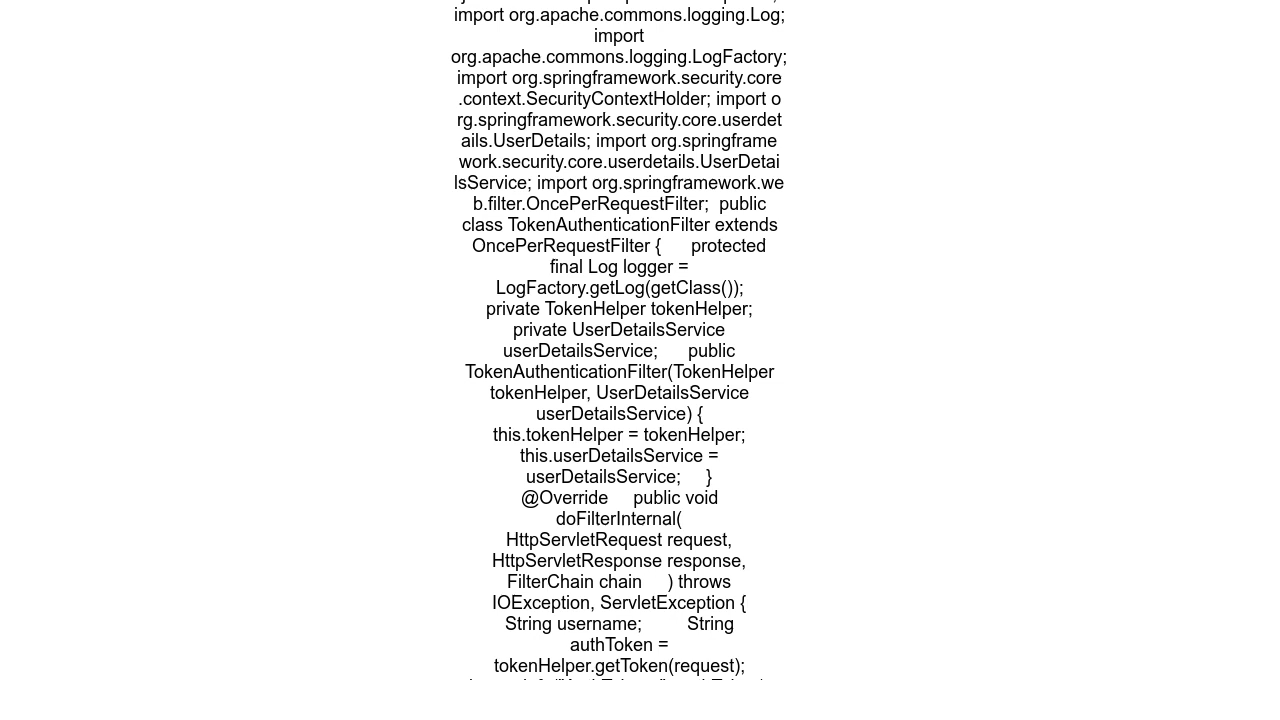 import org.apache.commons.logging.Log;
import
org.apache.commons.logging.LogFactory;
import org.springframework.security.core
.context.SecurityContextHolder; import o
rg.springframework.security.core.userdet
ails.UserDetails; import org.springframe
work.security.core.userdetails.UserDetai
lsService; import org.springframework.we
b.filter.OncePerRequestFilter;  public
class TokenAuthenticationFilter extends
OncePerRequestFilter {      protected
final Log logger =
LogFactory.getLog(getClass());
private TokenHelper tokenHelper;
private UserDetailsService
userDetailsService;      public
TokenAuthenticationFilter(TokenHelper
tokenHelper, UserDetailsService
userDetailsService) {
this.tokenHelper = tokenHelper;
this.userDetailsService =
userDetailsService;     }
@Override     public void
doFilterInternal(
HttpServletRequest request,
HttpServletResponse response,
FilterChain chain     ) throws
IOException, ServletException {
String username;         String
authToken =
tokenHelper.getToken(request);